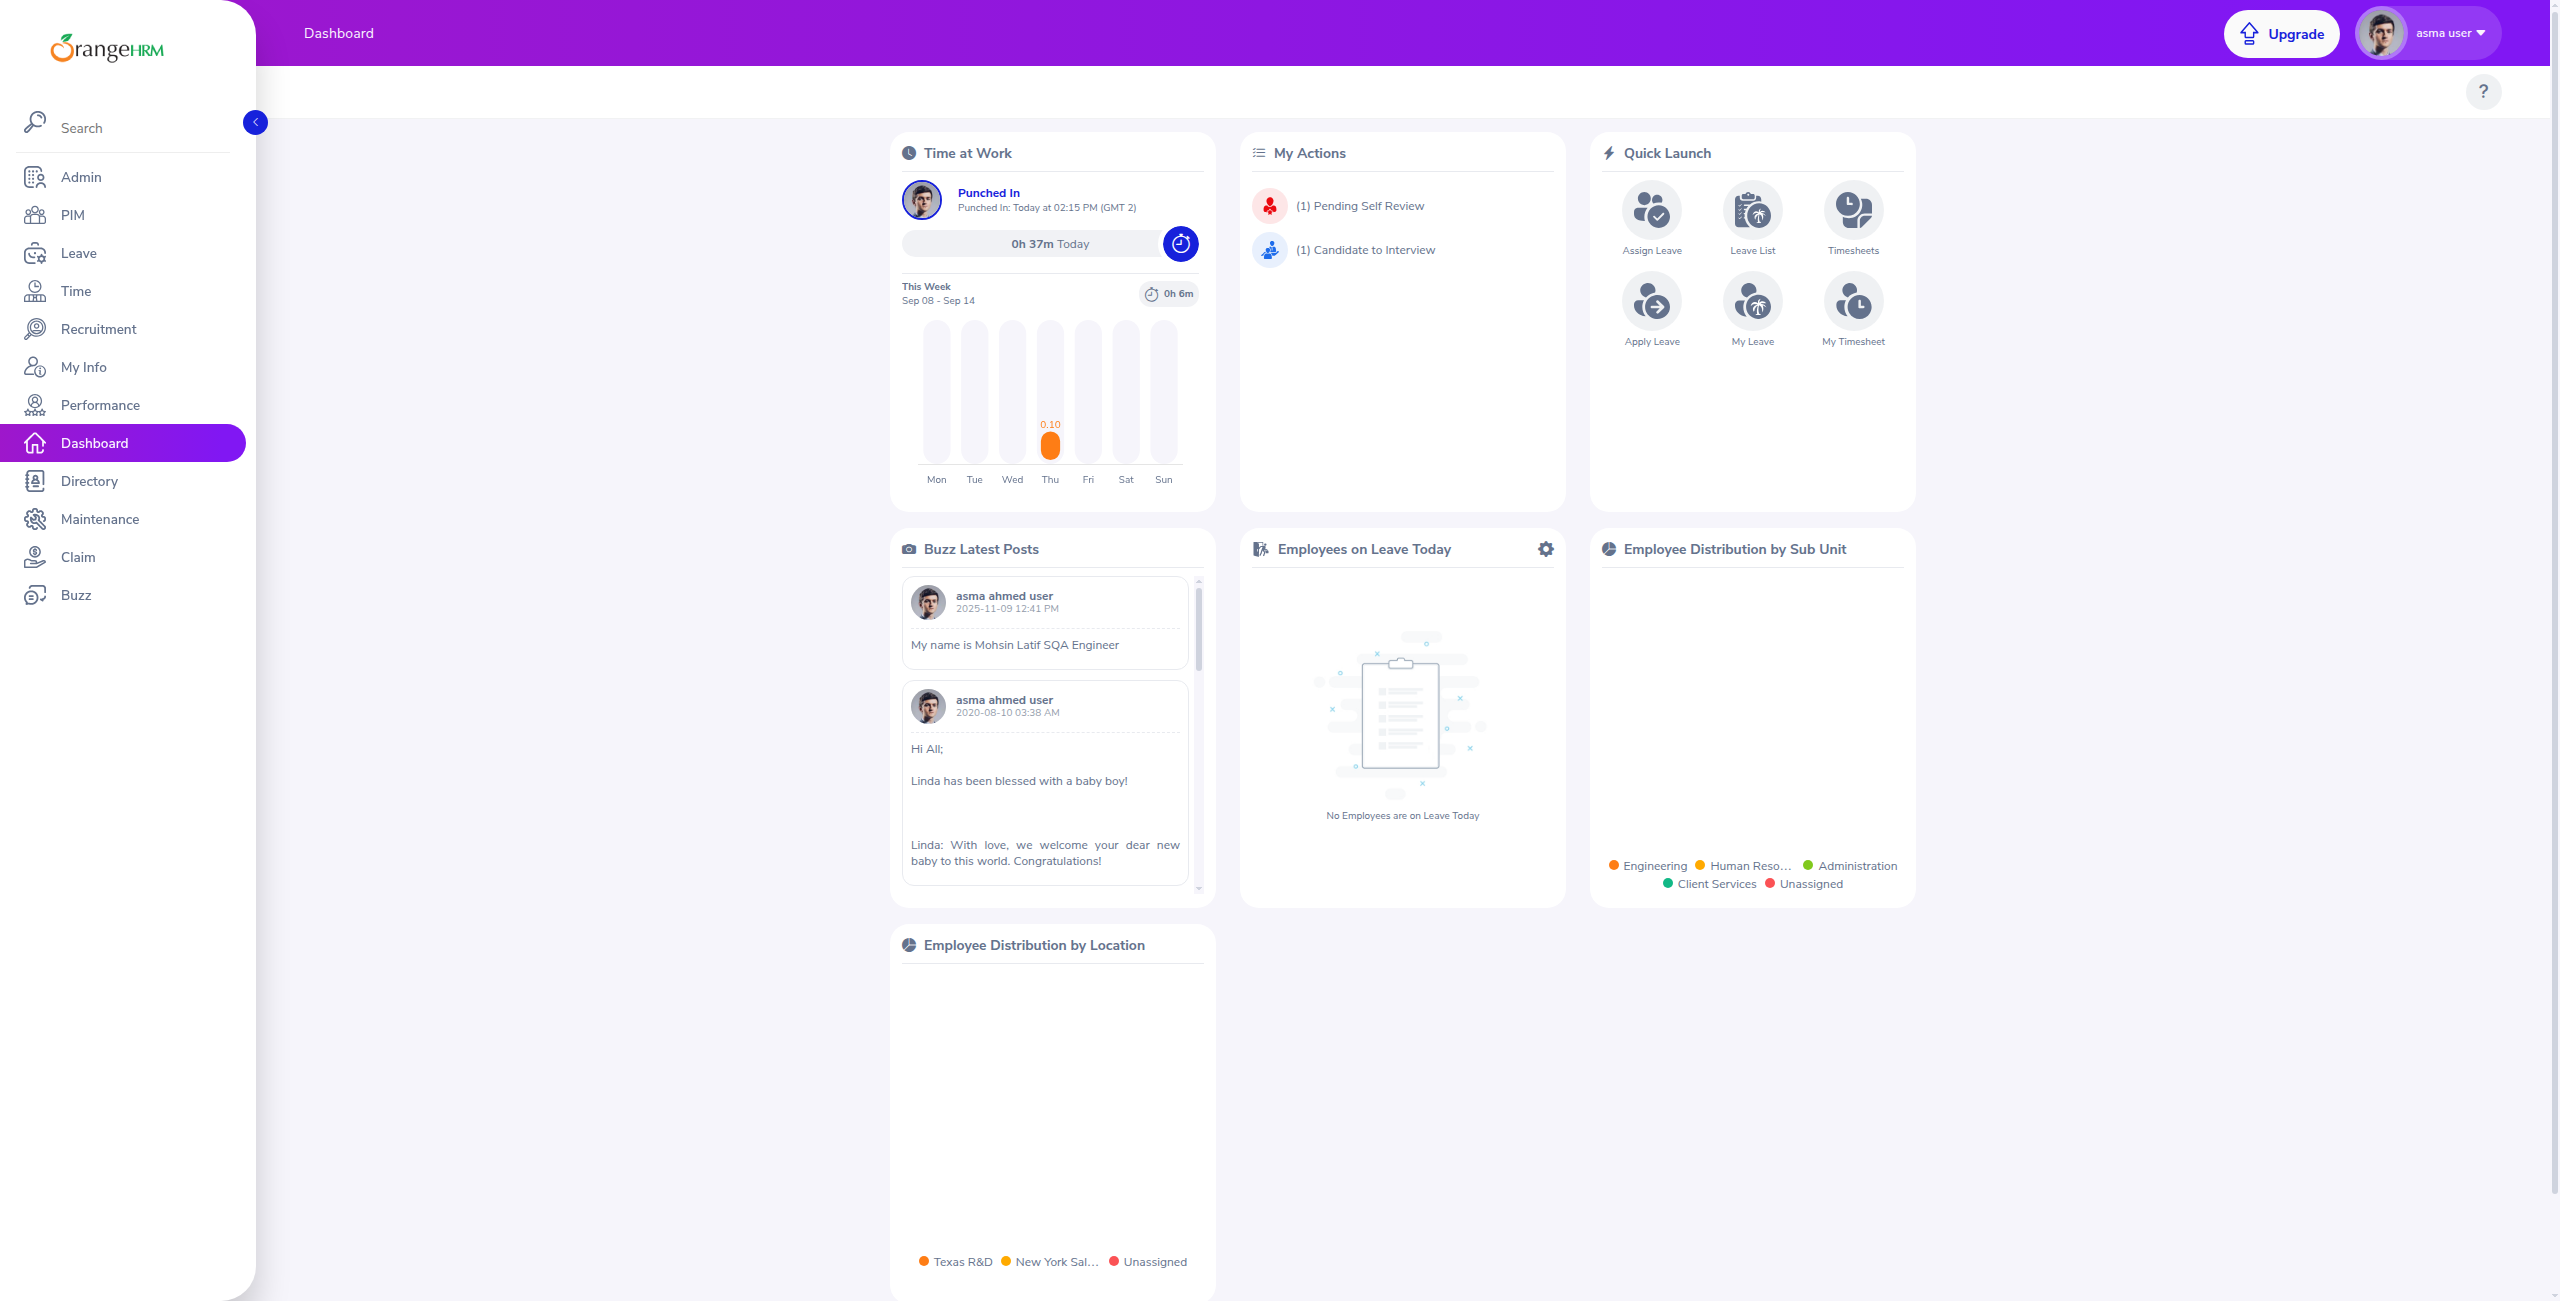 OrangeHRM
Dashboard
Upgrade
asma user
?
Search
Admin
PIM
Leave
Time
Recruitment
My Info
Performance
Dashboard
Directory
Maintenance
Claim
Buzz
Time at Work
Punched In
Punched In: Today at 02:15 PM (GMT 2)
0h 37m Today
This Week
Sep 08 - Sep 14
0h 6m
0.10
Mon Tue Wed Thu Fri Sat Sun
My Actions
(1) Pending Self Review
(1) Candidate to Interview
Quick Launch
Assign Leave Leave List Timesheets
Apply Leave My Leave My Timesheet
Buzz Latest Posts
asma ahmed user
2025-11-09 12:41 PM
My name is Mohsin Latif SQA Engineer
asma ahmed user
2020-08-10 03:38 AM
Hi All;
Linda has been blessed with a baby boy!
Linda: With love, we welcome your dear new
baby to this world. Congratulations!
Employees on Leave Today
No Employees are on Leave Today
Employee Distribution by Sub Unit
Engineering Human Reso... Administration
Client Services Unassigned
Employee Distribution by Location
Texas R&D New York Sal... Unassigned